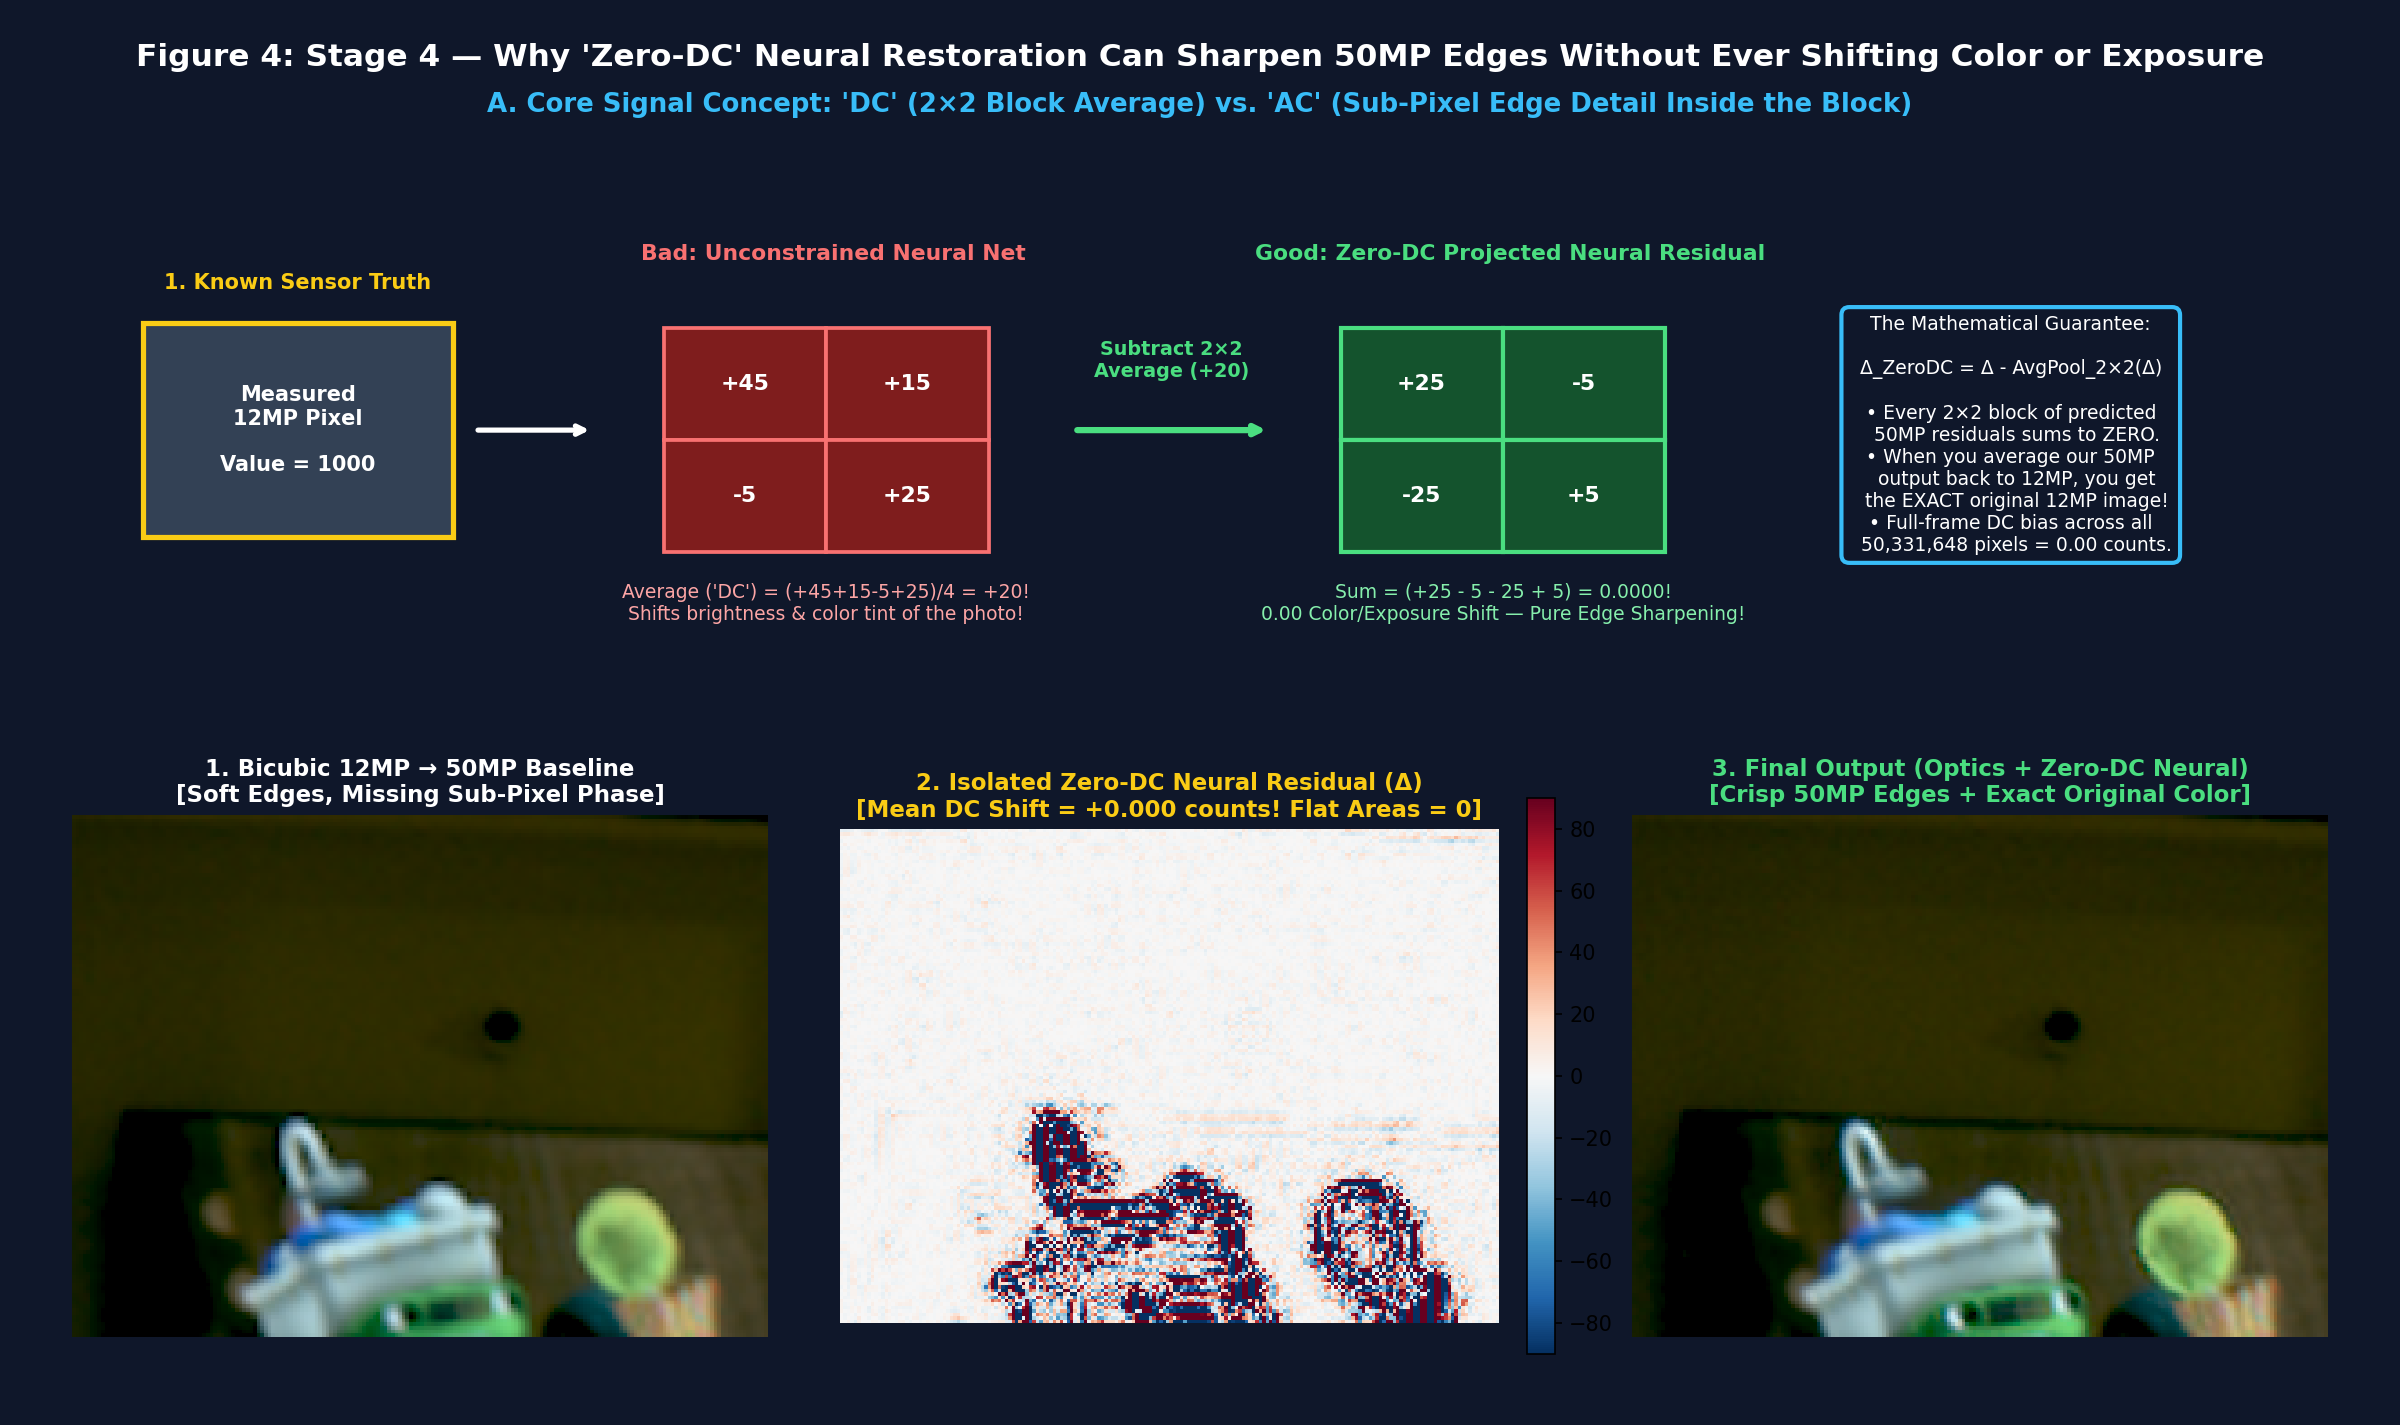 Figure 4: Stage 4 — Why 'Zero-DC' Neural Restoration Can Sharpen 50MP Edges Without Ever Shifting Color or Exposure
A. Core Signal Concept: 'DC' (2×2 Block Average) vs. 'AC' (Sub-Pixel Edge Detail Inside the Block)
1. Known Sensor Truth
Measured
12MP Pixel
Value = 1000
Bad: Unconstrained Neural Net
+45
+15
-5
+25
Average ('DC') = (+45+15-5+25)/4 = +20!
Shifts brightness & color tint of the photo!
Subtract 2×2
Average (+20)
Good: Zero-DC Projected Neural Residual
+25
-5
-25
+5
Sum = (+25 - 5 - 25 + 5) = 0.0000!
0.00 Color/Exposure Shift — Pure Edge Sharpening!
The Mathematical Guarantee:
Δ_ZeroDC = Δ - AvgPool_2×2(Δ)
• Every 2×2 block of predicted
50MP residuals sums to ZERO.
• When you average our 50MP
output back to 12MP, you get
the EXACT original 12MP image!
• Full-frame DC bias across all
50,331,648 pixels = 0.00 counts.
1. Bicubic 12MP → 50MP Baseline
[Soft Edges, Missing Sub-Pixel Phase]
2. Isolated Zero-DC Neural Residual (Δ)
[Mean DC Shift = +0.000 counts! Flat Areas = 0]
80
60
40
20
0
−20
−40
−60
−80
3. Final Output (Optics + Zero-DC Neural)
[Crisp 50MP Edges + Exact Original Color]